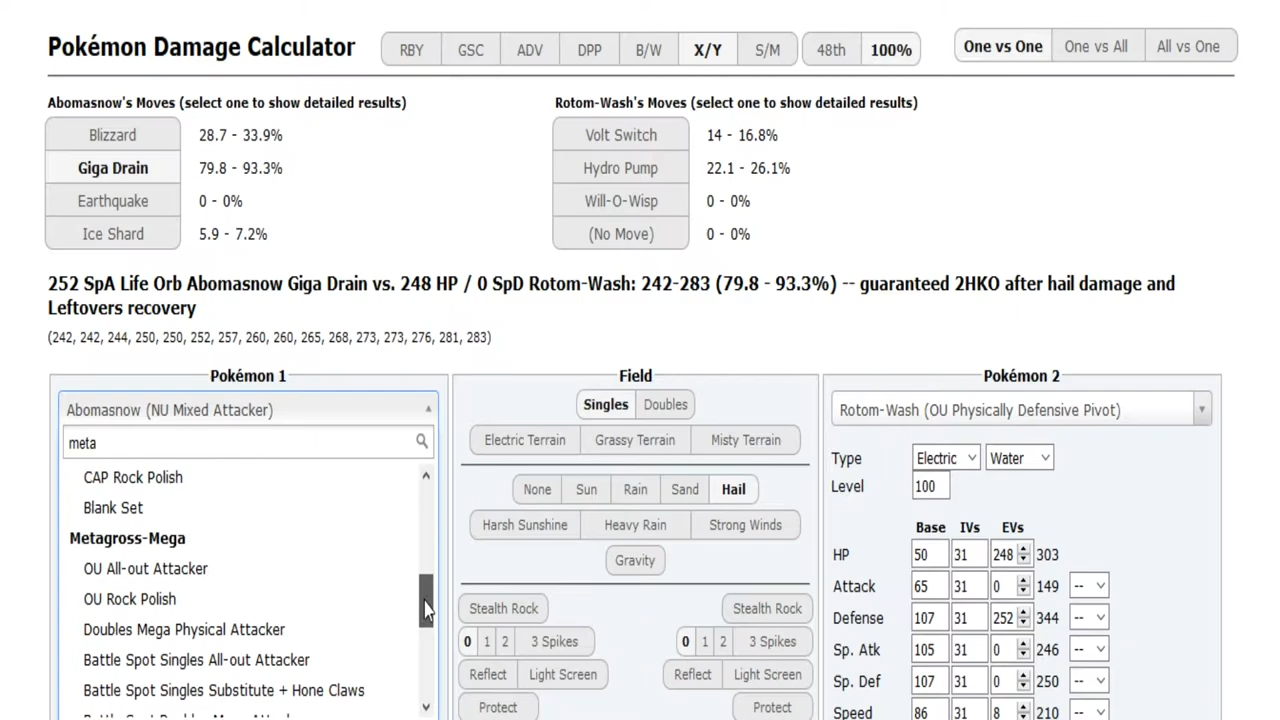 Pokémon Damage Calculator RBY GSC ADV DPP B/W X/Y S/M 48th 100% One vs One One vs All All vs One
Abomasnow's Moves (select one to show detailed results) Rotom-Wash's Moves (select one to show detailed results)
Blizzard 28.7 - 33.9% Volt Switch 14 - 16.8%
Giga Drain 79.8 - 93.3% Hydro Pump 22.1 - 26.1%
Earthquake 0 - 0% Will-O-Wisp 0 - 0%
Ice Shard 5.9 - 7.2% (No Move) 0 - 0%
252 SpA Life Orb Abomasnow Giga Drain vs. 248 HP / 0 SpD Rotom-Wash: 242-283 (79.8 - 93.3%) -- guaranteed 2HKO after hail damage and
Leftovers recovery
(242, 242, 244, 250, 250, 252, 257, 260, 260, 265, 268, 273, 273, 276, 281, 283)
Pokémon 1
Abomasnow (NU Mixed Attacker)
meta
CAP Rock Polish
Blank Set
Metagross-Mega
OU All-out Attacker
OU Rock Polish
Doubles Mega Physical Attacker
Battle Spot Singles All-out Attacker
Battle Spot Singles Substitute + Hone Claws
Field
Singles Doubles
Electric Terrain Grassy Terrain Misty Terrain
None Sun Rain Sand Hail
Harsh Sunshine Heavy Rain Strong Winds
Gravity
Stealth Rock Stealth Rock
0 1 2 3 Spikes 0 1 2 3 Spikes
Reflect Light Screen Reflect Light Screen
Protect Protect
Pokémon 2
Rotom-Wash (OU Physically Defensive Pivot)
Type Electric Water
Level 100
Base IVs EVs
HP 50 31 248 303
Attack 65 31 0 149 --
Defense 107 31 252 344 --
Sp. Atk 105 31 0 246 --
Sp. Def 107 31 0 250 --
Speed 86 31 8 210 --